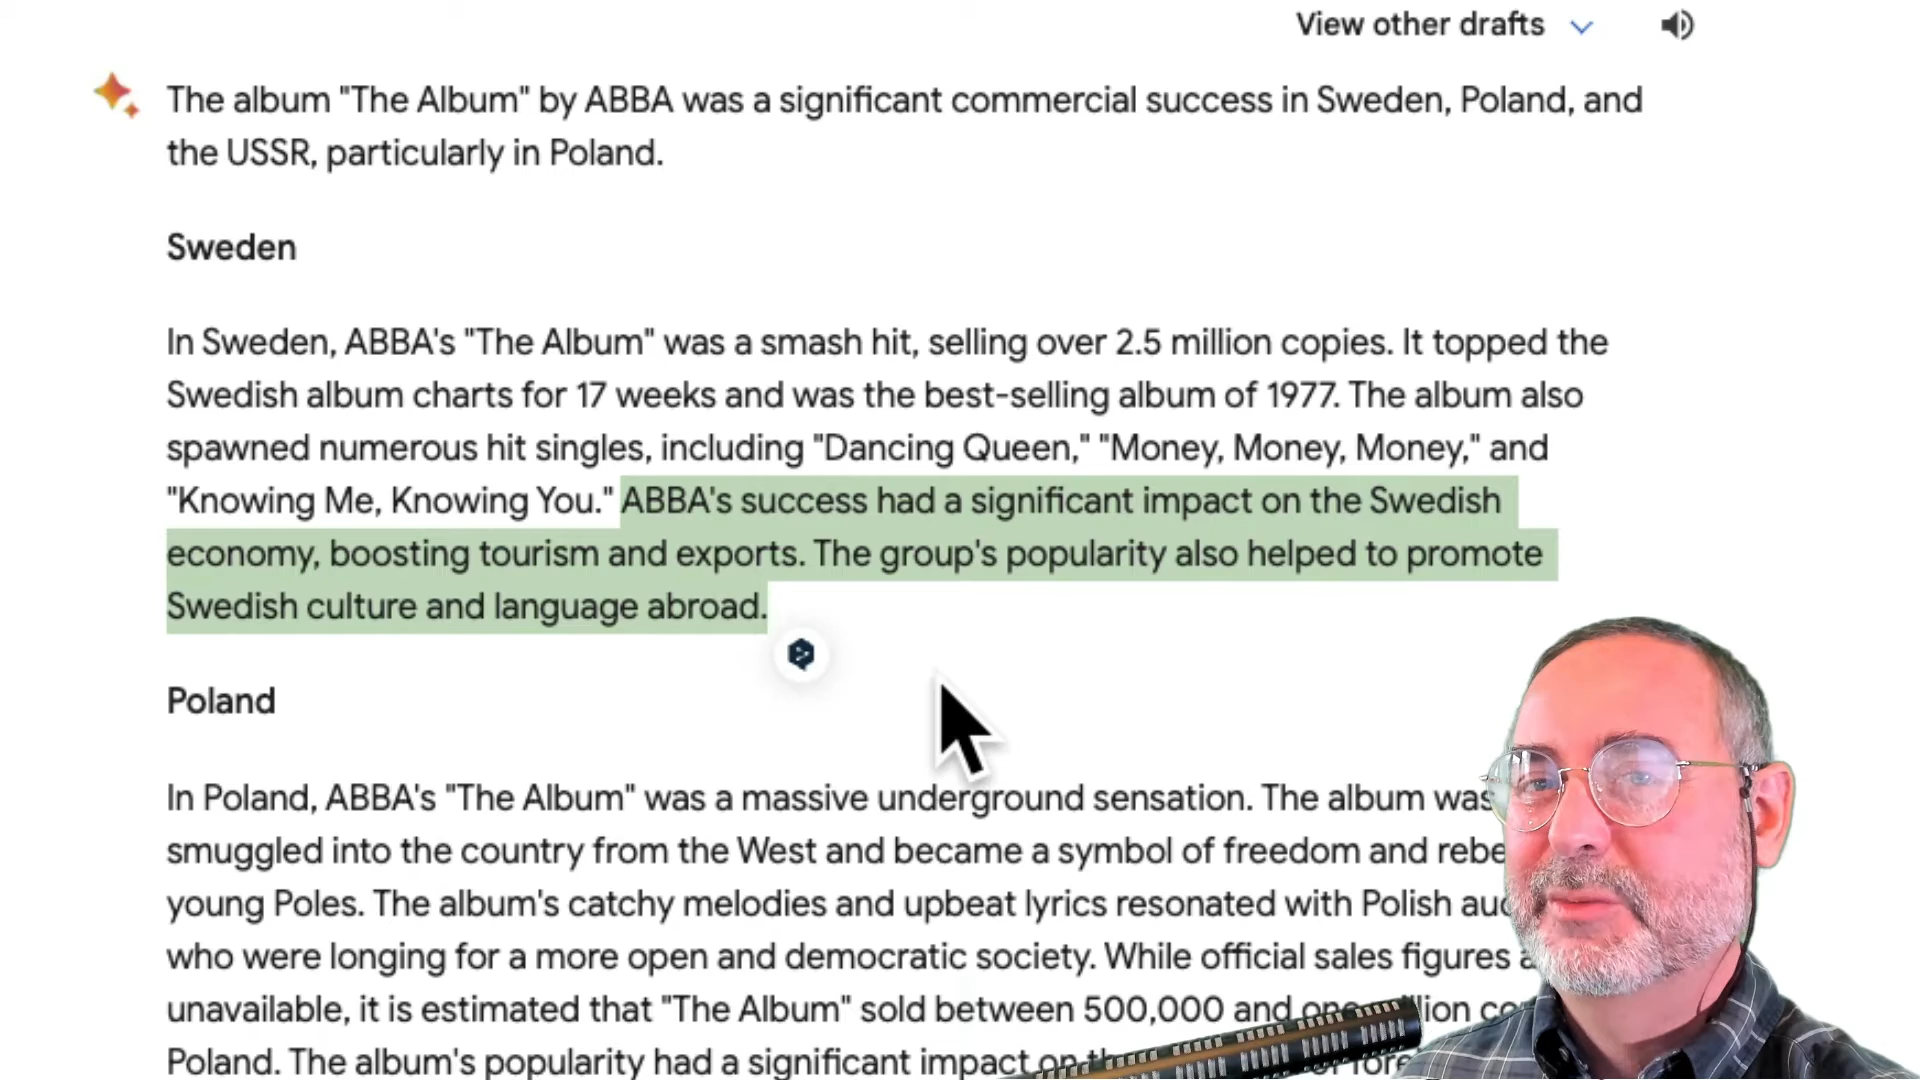 View other drafts
The album "The Album" by ABBA was a significant commercial success in Sweden, Poland, and
the USSR, particularly in Poland.
Sweden
In Sweden, ABBA's "The Album" was a smash hit, selling over 2.5 million copies. It topped the
Swedish album charts for 17 weeks and was the best-selling album of 1977. The album also
spawned numerous hit singles, including "Dancing Queen," "Money, Money, Money," and
"Knowing Me, Knowing You." ABBA's success had a significant impact on the Swedish
economy, boosting tourism and exports. The group's popularity also helped to promote
Swedish culture and language abroad.
Poland
In Poland, ABBA's "The Album" was a massive underground sensation. The album was
smuggled into the country from the West and became a symbol of freedom and
young Poles. The album's catchy melodies and upbeat lyrics resonated with Polish
who were longing for a more open and democratic society. While official sales figures
unavailable, it is estimated that "The Album" sold between 500,000 and
Poland. The album's popularity had a significant impact on